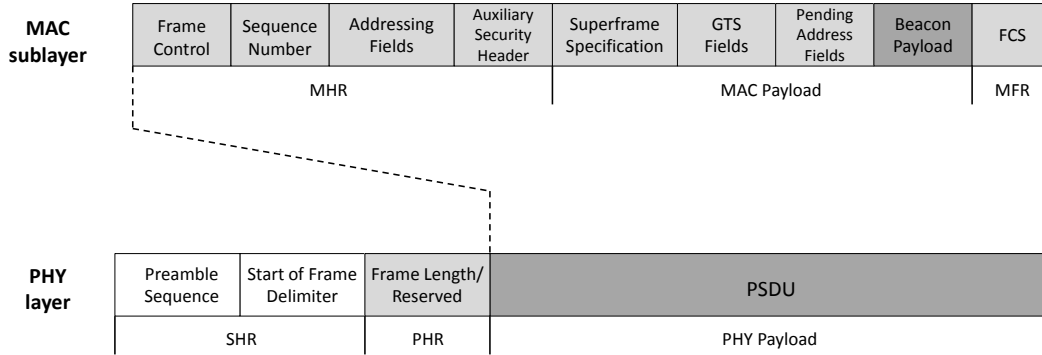 MAC
sublayer
Frame
Control
Sequence
Number
Addressing
Fields
Auxiliary
Security
Header
Superframe
Specification
GTS
Fields
Pending
Address
Fields
Beacon
Payload
FCS
MHR
MAC Payload
MFR
PHY
layer
Preamble
Sequence
Start of Frame
Delimiter
Frame Length/
Reserved
PSDU
SHR
PHR
PHY Payload